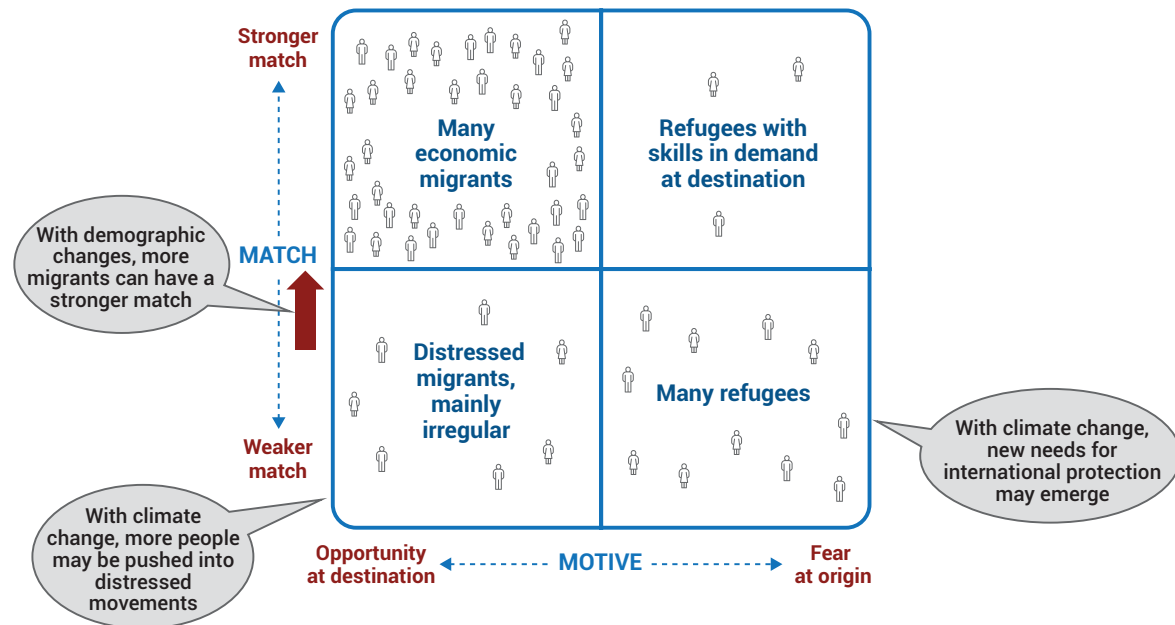 Stronger
match
Many
economic
migrants
Refugees with
skills in demand
at destination
With demographic
changes, more
migrants can have a
stronger match
MATCH
Distressed
migrants,
mainly
irregular
Many refugees
Weaker
match
With climate change,
new needs for
international protection
may emerge
With climate
change, more people
may be pushed into
distressed
movements
Opportunity
at destination
MOTIVE
Fear
at origin